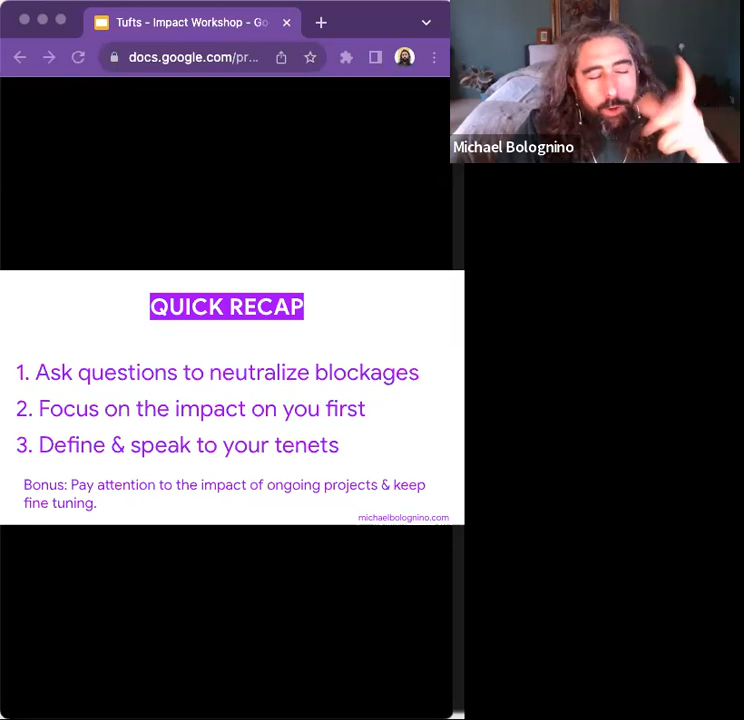 Tufts - Impact Workshop - Go
docs.google.com/pr...
Michael Bolognino
QUICK RECAP
1. Ask questions to neutralize blockages
2. Focus on the impact on you first
3. Define & speak to your tenets
Bonus: Pay attention to the impact of ongoing projects & keep
fine tuning.
michaelbolognino.com